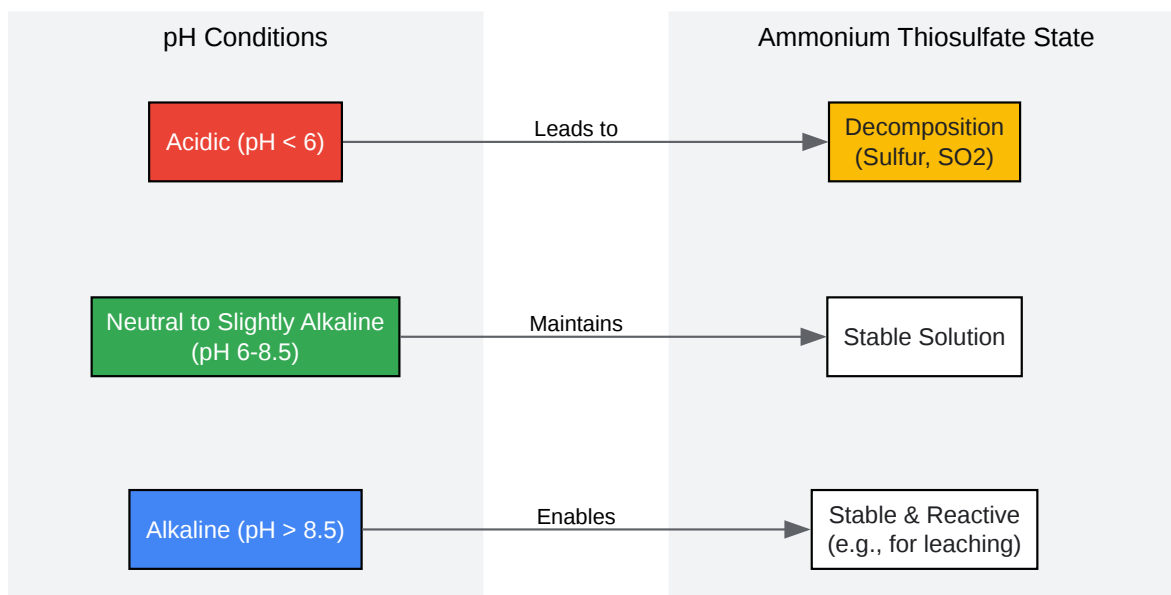 pH Conditions
Ammonium Thiosulfate State
Acidic (pH < 6)
Leads to
Decomposition
(Sulfur, SO2)
Neutral to Slightly Alkaline
(pH 6-8.5)
Maintains
Stable Solution
Alkaline (pH > 8.5)
Enables
Stable & Reactive
(e.g., for leaching)